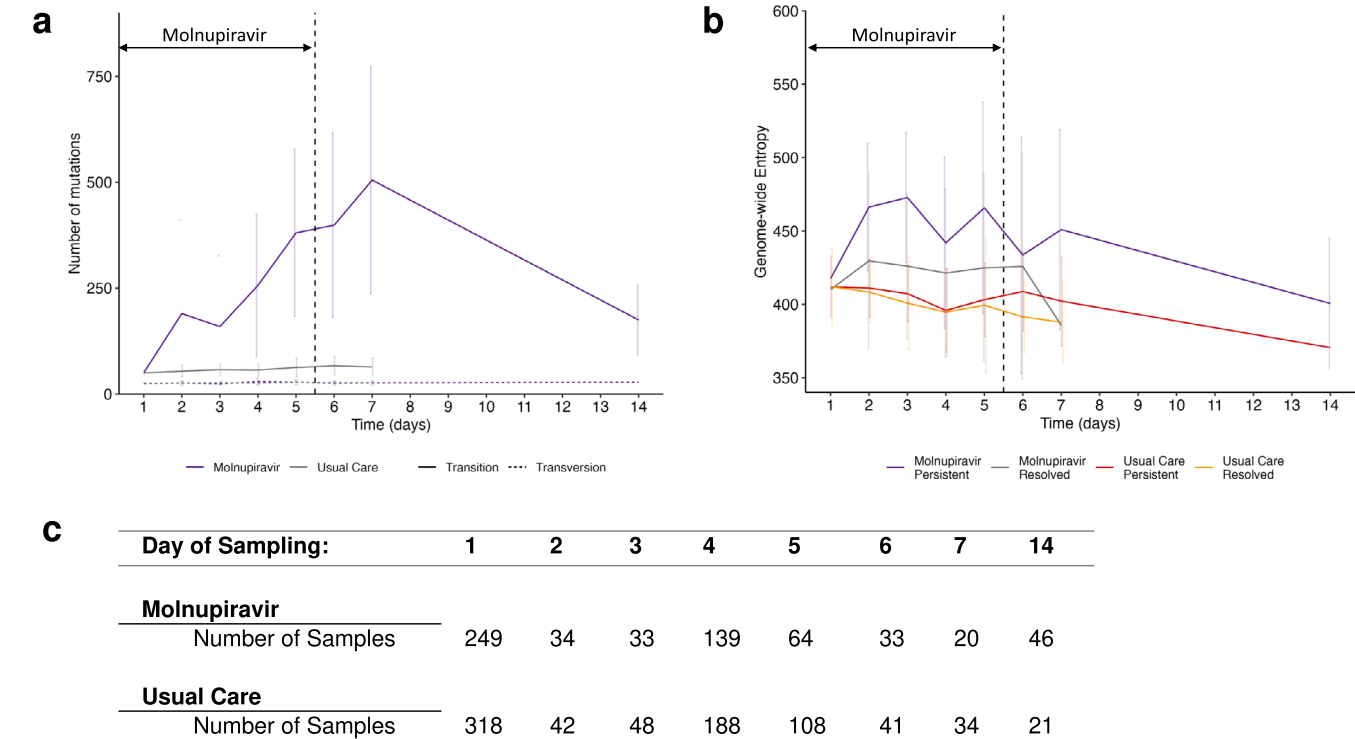 a
Molnupiravir
750
500
250
0
Number of mutations
1 2 3 4 5 6 7 8 9 10 11 12 13 14
Time (days)
Molnupiravir Usual Care Transition Transversion
b
Molnupiravir
600
550
500
450
400
350
Genome-wide Entropy
1 2 3 4 5 6 7 8 9 10 11 12 13 14
Time (days)
Molnupiravir Persistent
Molnupiravir Resolved
Usual Care Persistent
Usual Care Resolved
c
Day of Sampling: 1 2 3 4 5 6 7 14
Molnupiravir
Number of Samples 249 34 33 139 64 33 20 46
Usual Care
Number of Samples 318 42 48 188 108 41 34 21